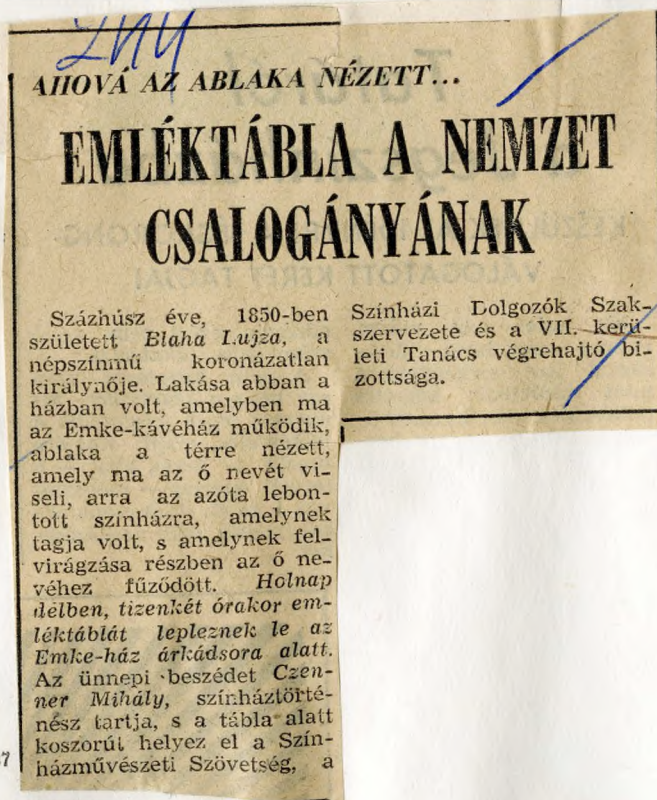 AHOVÁ AZ ABLAKA NÉZETT...
EMLÉKTÁBLA A NEMZET
CSALOGÁNYÁNAK
Százhúsz éve, 1850-ben
született Blaha Lujza, a
népszínmű koronázatlan
királynője. Lakása abban a
házban volt, amelyben ma
az Emke-kávéház működik,
ablaka a térre nézett,
amely ma az ő nevét vi-
seli, arra az azóta lebon-
tott színházra, amelynek
tagja volt, s amelynek fel-
virágzása részben az ő ne-
véhez fűződött. Holnap
délben, tizenkét órakor em-
léktáblát lepleznek le az
Emke-ház árkádsora alatt.
Az ünnepi beszédet Czen-
ner Mihály, színháztörté-
nész tartja, s a tábla alatt
koszorút helyez el a Szín-
házművészeti Szövetség, a
Színházi Dolgozók Szak-
szervezete és a VII. kerü-
leti Tanács végrehajtó bi-
zottsága.